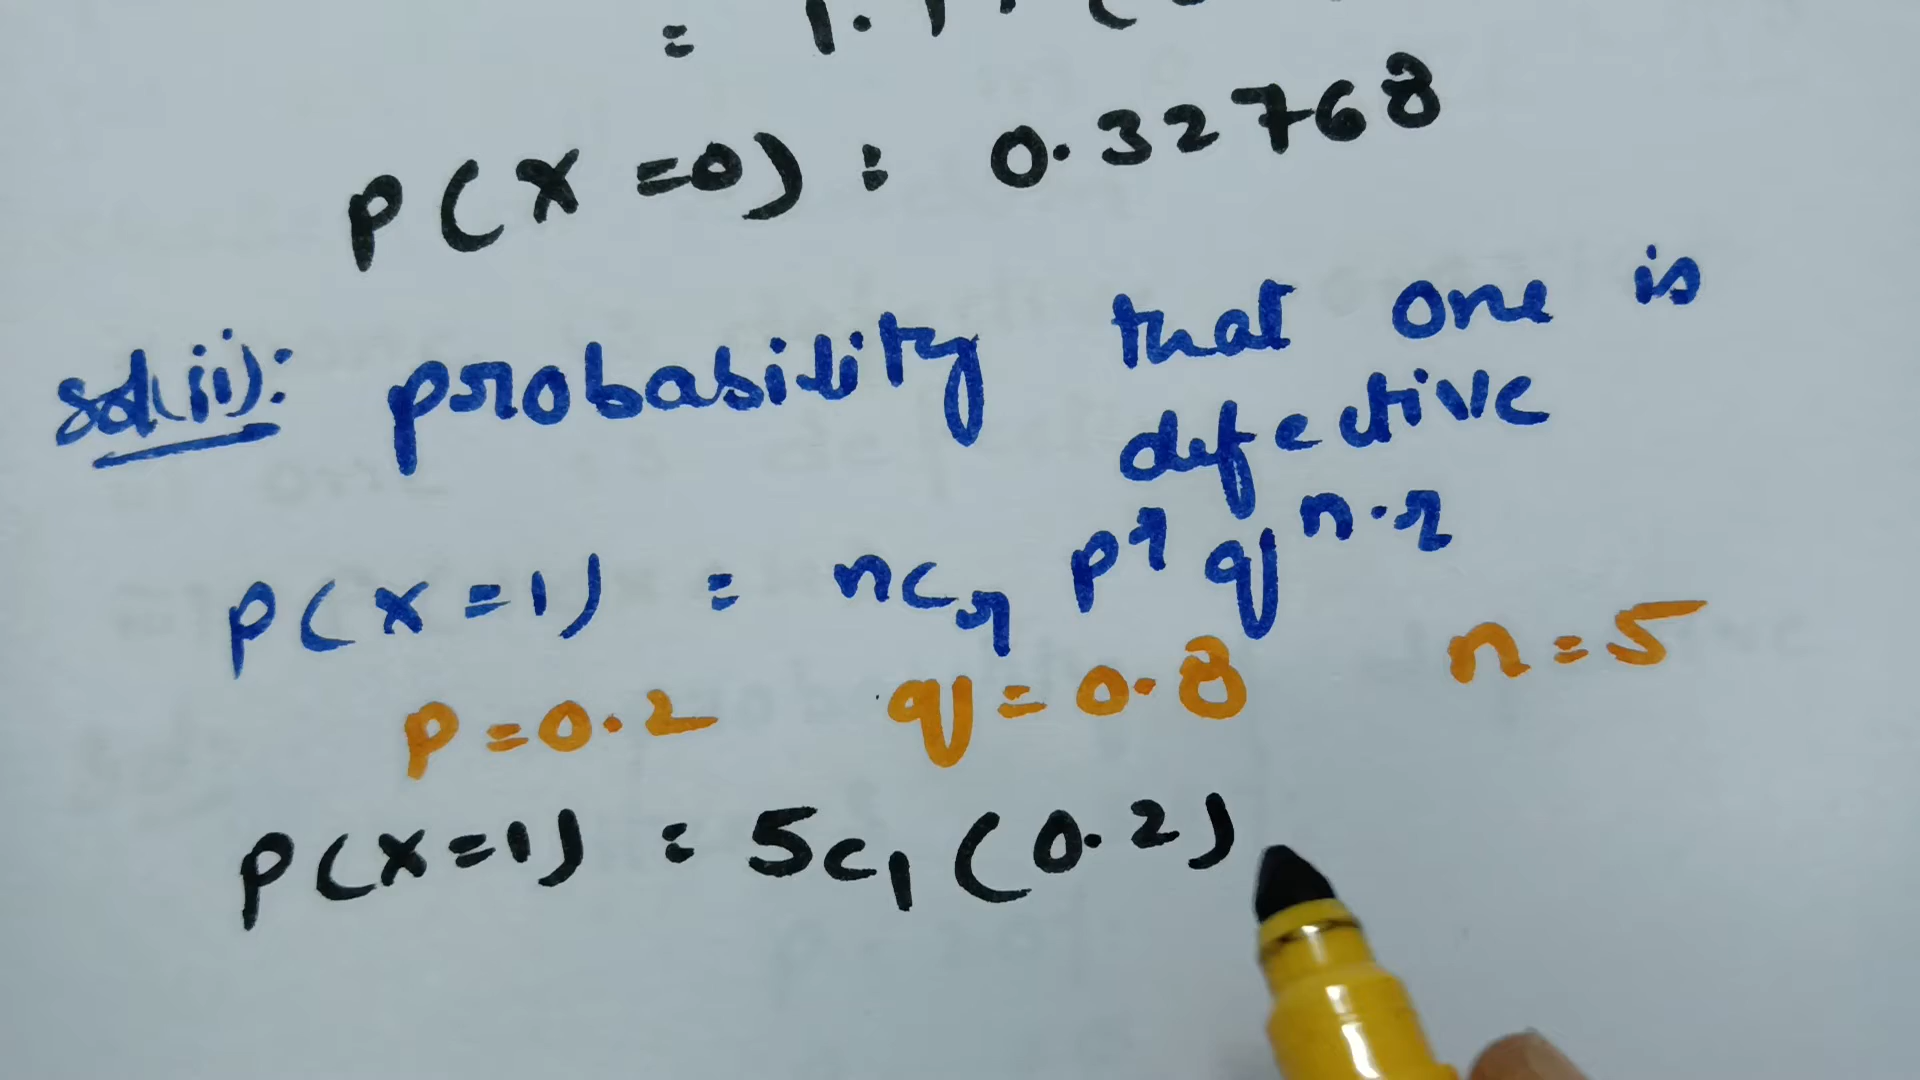 P(X=0) = 0.32768
Sol(ii): probability that one is
defective
P(X=1) = nCr p^r q^n-r
P=0.2 q=0.8 n=5
P(X=1) = 5C1 (0.2)